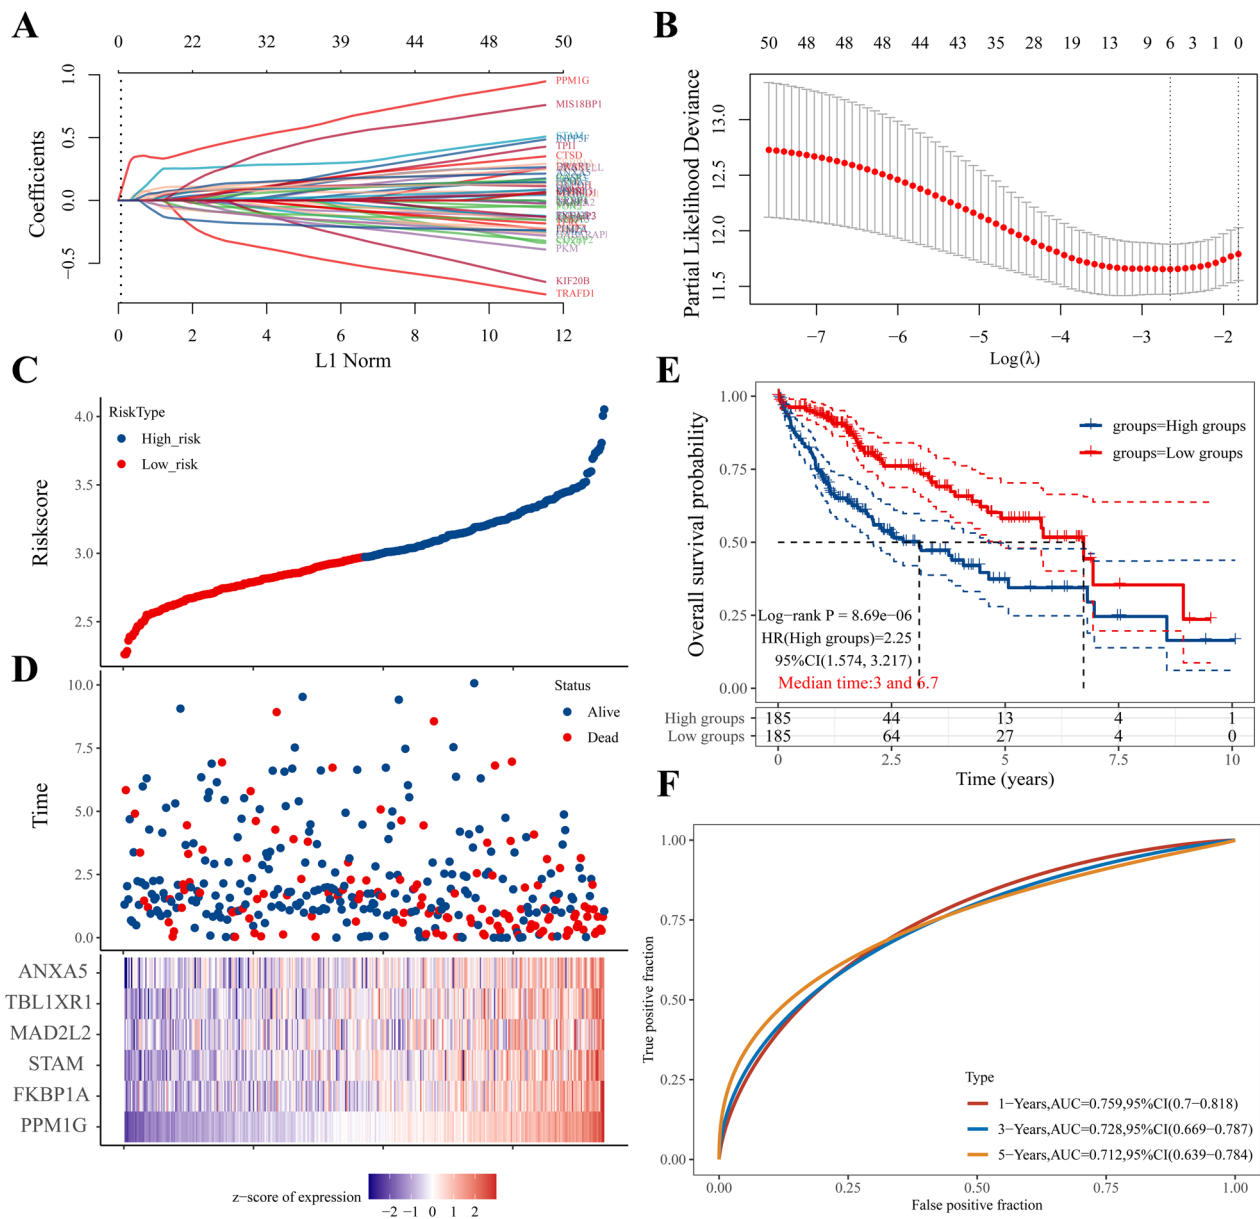 A
0 22 32 39 44 48 50
1.0
0.5
0.0
−0.5
Coefficients
PPM1G
MIS18BP1
STAM
INPP5F
TPI1
CTSD
PKM
KIF20B
TRAFD1
0 2 4 6 8 10 12
L1 Norm
B
50 48 48 48 44 43 35 28 19 13 9 6 3 1 0
Partial Likelihood Deviance
13.0
12.5
12.0
11.5
−7 −6 −5 −4 −3 −2
Log(λ)
C
Riskscore
4.0
3.5
3.0
2.5
RiskType
High_risk
Low_risk
D
Time
10.0
7.5
5.0
2.5
0.0
Status
Alive
Dead
ANXA5
TBL1XR1
MAD2L2
STAM
FKBP1A
PPM1G
z−score of expression
−2 −1 0 1 2
E
Overall survival probability
1.00
0.75
0.50
0.25
0.00
groups=High groups
groups=Low groups
Log−rank P = 8.69e−06
HR(High groups)=2.25
95%CI(1.574, 3.217)
Median time:3 and 6.7
High groups 185 44 13 4 1
Low groups 185 64 27 4 0
0 2.5 5 7.5 10
Time (years)
F
True positive fraction
1.00
0.75
0.50
0.25
0.00
Type
1−Years,AUC=0.759,95%CI(0.7−0.818)
3−Years,AUC=0.728,95%CI(0.669−0.787)
5−Years,AUC=0.712,95%CI(0.639−0.784)
0.00 0.25 0.50 0.75 1.00
False positive fraction